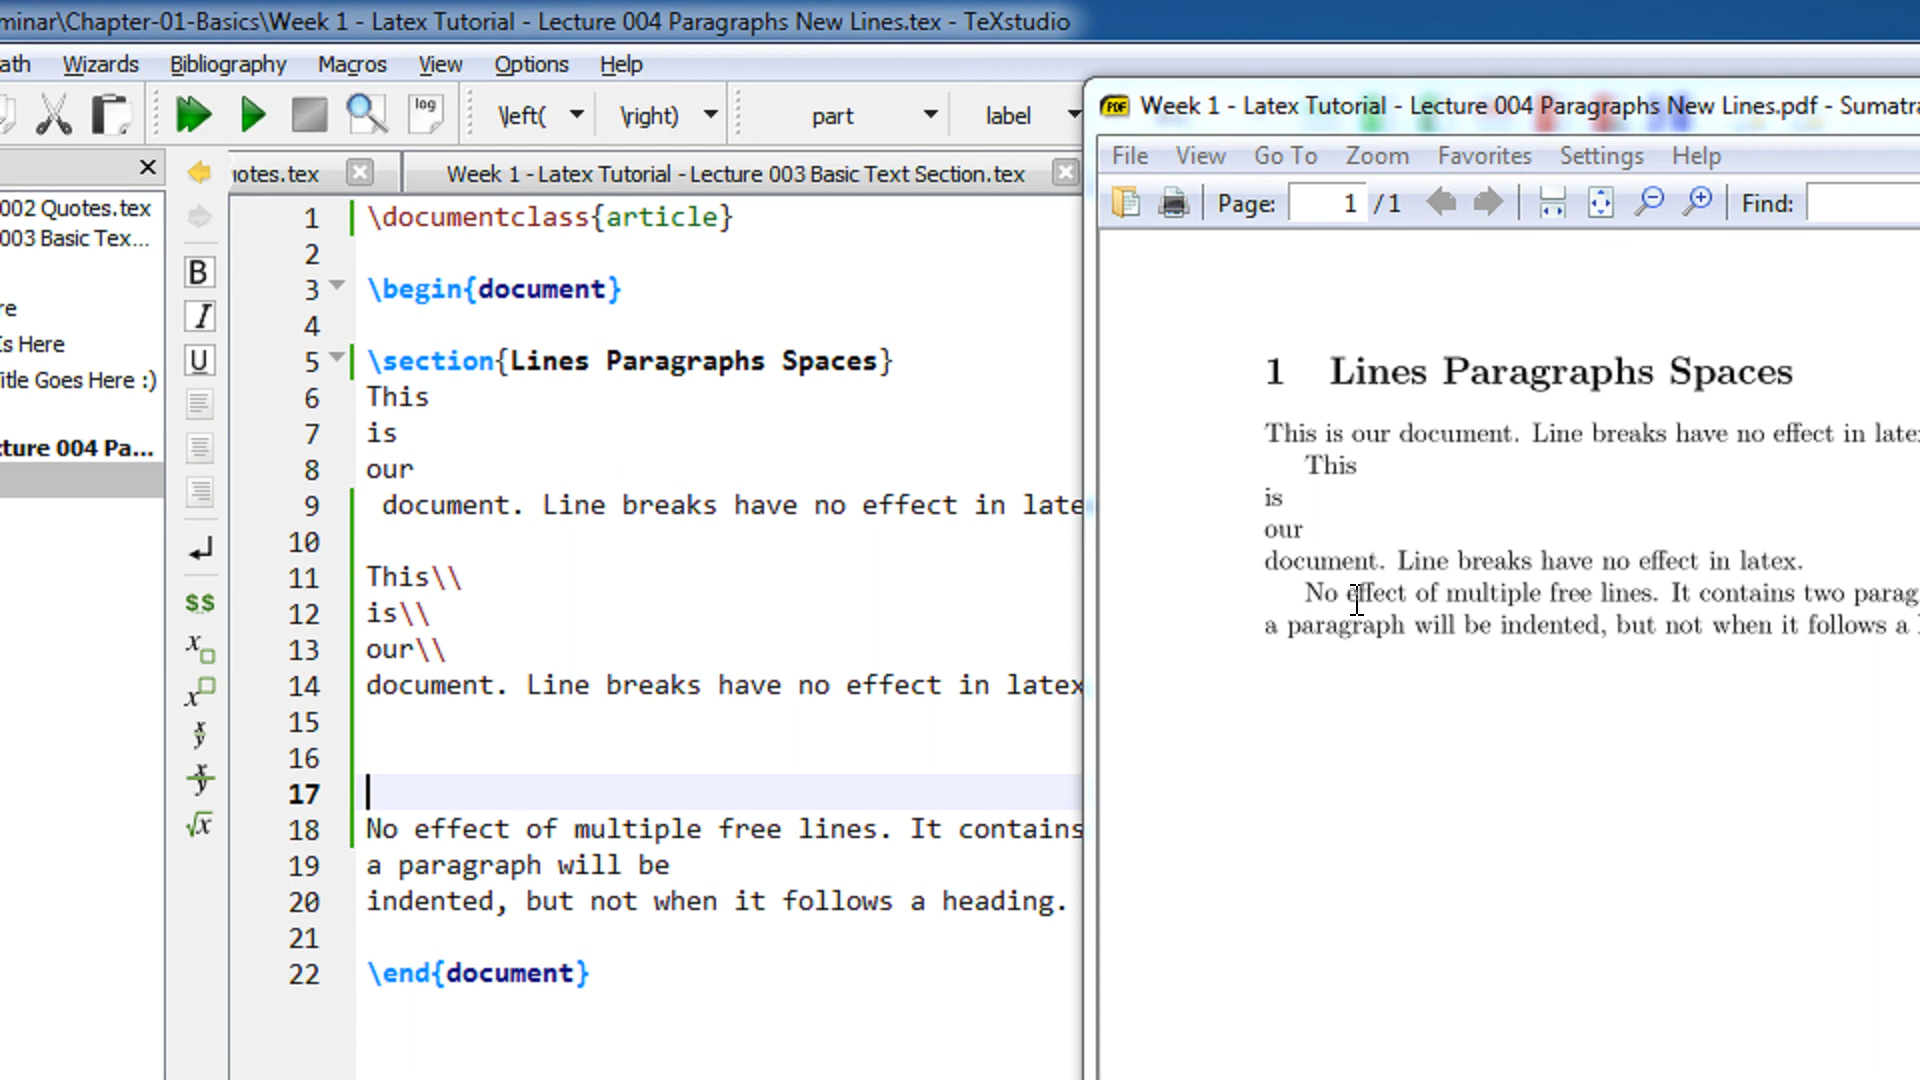 minar\Chapter-01-Basics\Week 1 - Latex Tutorial - Lecture 004 Paragraphs New Lines.tex - TeXstudio
ath Wizards Bibliography Macros View Options Help
log \left( \right) part label
otes.tex Week 1 - Latex Tutorial - Lecture 003 Basic Text Section.tex
002 Quotes.tex
003 Basic Tex...
re
s Here
itle Goes Here :)
cture 004 Pa...
B
I
U
$$
x
x
x
y
x
y
√x
1 \documentclass{article}
2
3 \begin{document}
4
5 \section{Lines Paragraphs Spaces}
6 This
7 is
8 our
9 document. Line breaks have no effect in late
10
11 This\\
12 is\\
13 our\\
14 document. Line breaks have no effect in latex
15
16
17
18 No effect of multiple free lines. It contains
19 a paragraph will be
20 indented, but not when it follows a heading.
21
22 \end{document}
PDF Week 1 - Latex Tutorial - Lecture 004 Paragraphs New Lines.pdf - Sumatra
File View Go To Zoom Favorites Settings Help
Page: 1 / 1 Find:
1 Lines Paragraphs Spaces
This is our document. Line breaks have no effect in late
This
is
our
document. Line breaks have no effect in latex.
No effect of multiple free lines. It contains two parag
a paragraph will be indented, but not when it follows a